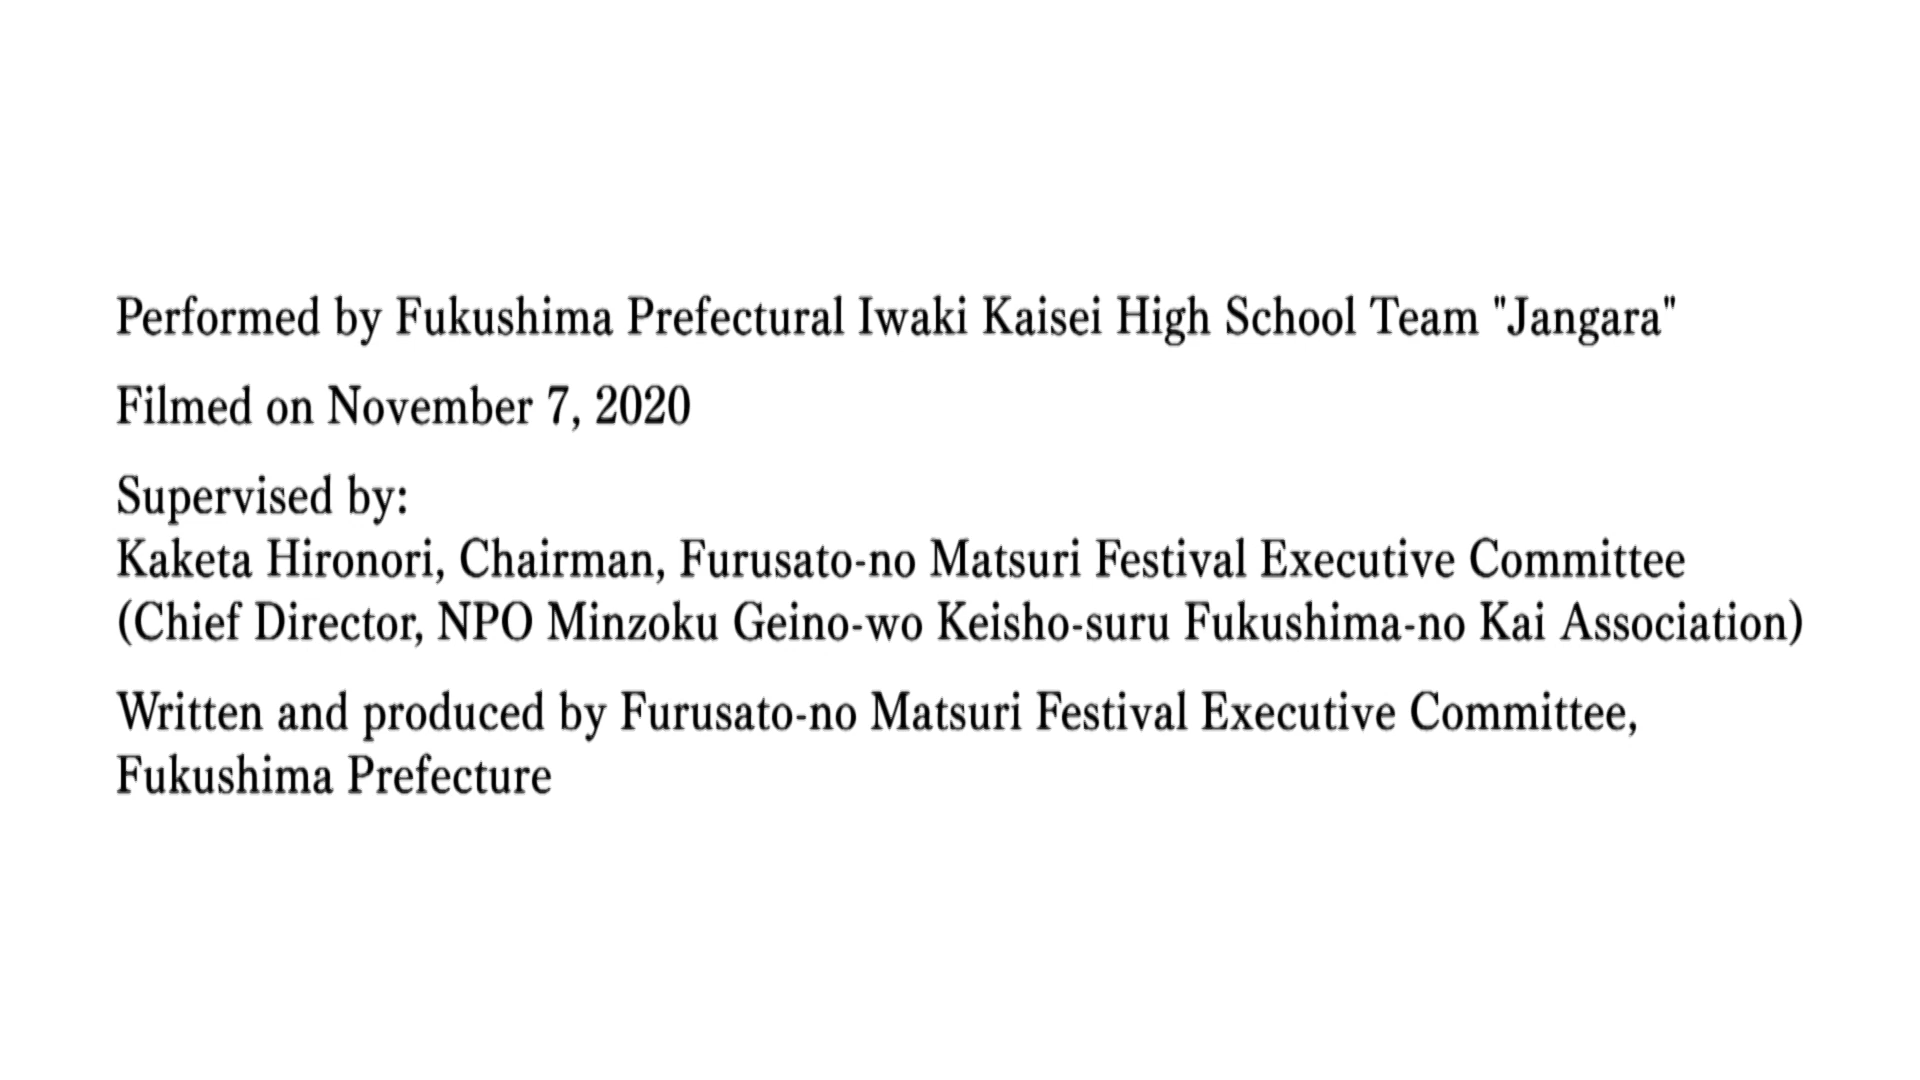 Performed by Fukushima Prefectural Iwaki Kaisei High School Team "Jangara"
Filmed on November 7, 2020
Supervised by:
Kaketa Hironori, Chairman, Furusato-no Matsuri Festival Executive Committee
(Chief Director, NPO Minzoku Geino-wo Keisho-suru Fukushima-no Kai Association)
Written and produced by Furusato-no Matsuri Festival Executive Committee,
Fukushima Prefecture